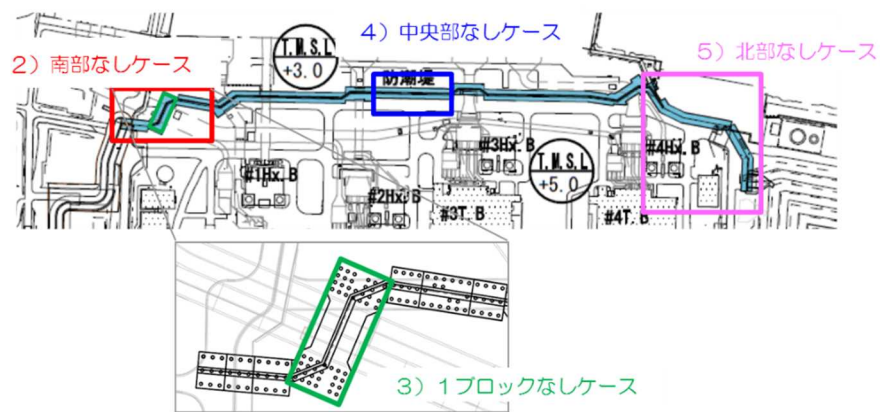 4）中央部なしケース
2）南部なしケース
T.M.S.L
+3.0
防潮堤
5）北部なしケース
#1Hx.B
#2Hx.B
#3Hx.B
#3T.B
T.M.S.L
+5.0
#4Hx.B
#4T.B
3）1ブロックなしケース